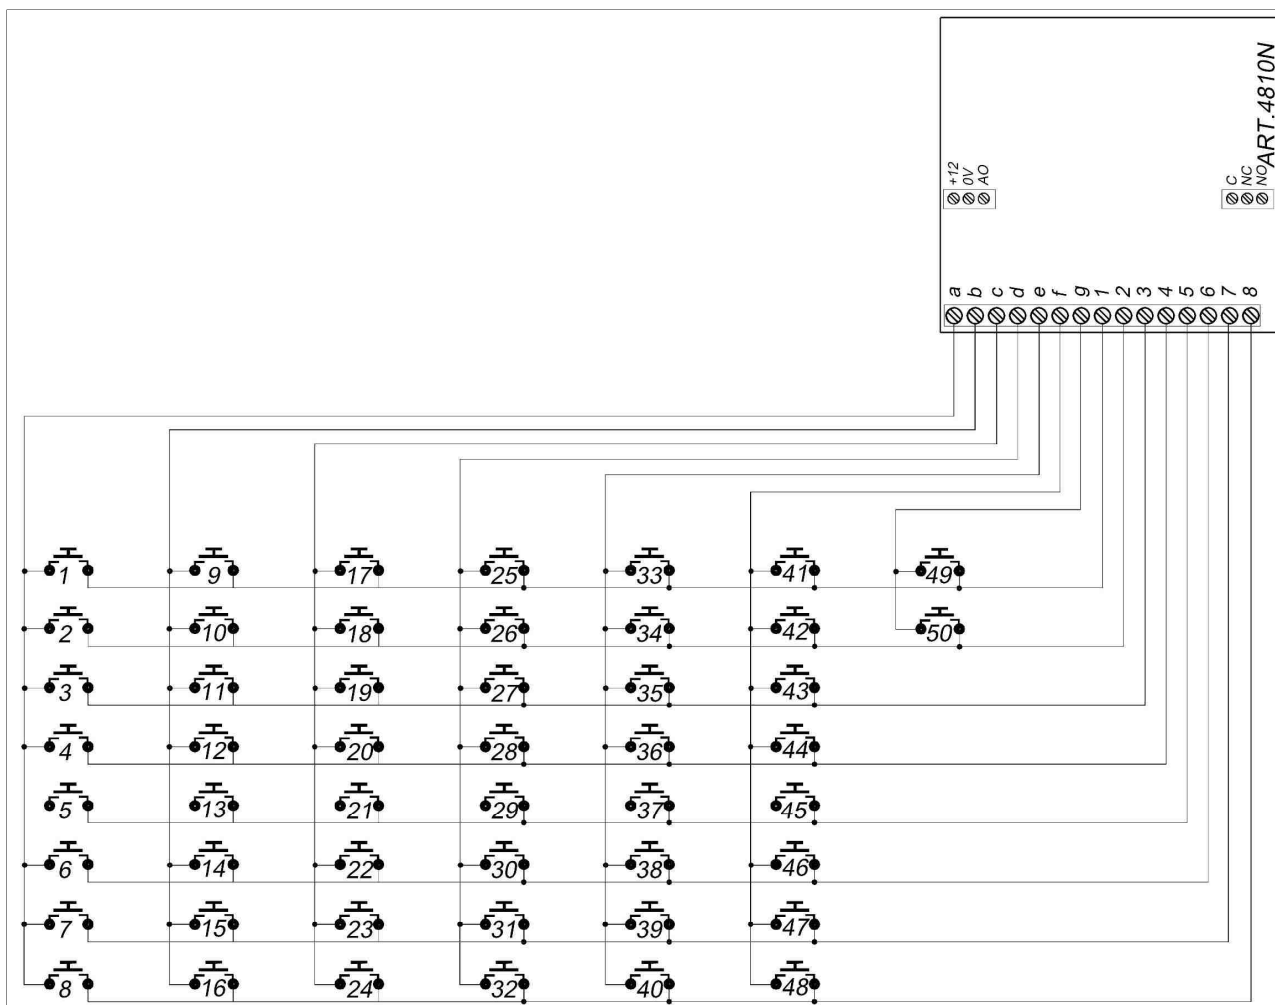 ART.4810N
+12
0V
AO
C
NC
NO
a b c d e f g 1 2 3 4 5 6 7 8
1 9 17 25 33 41 49
2 10 18 26 34 42 50
3 11 19 27 35 43
4 12 20 28 36 44
5 13 21 29 37 45
6 14 22 30 38 46
7 15 23 31 39 47
8 16 24 32 40 48